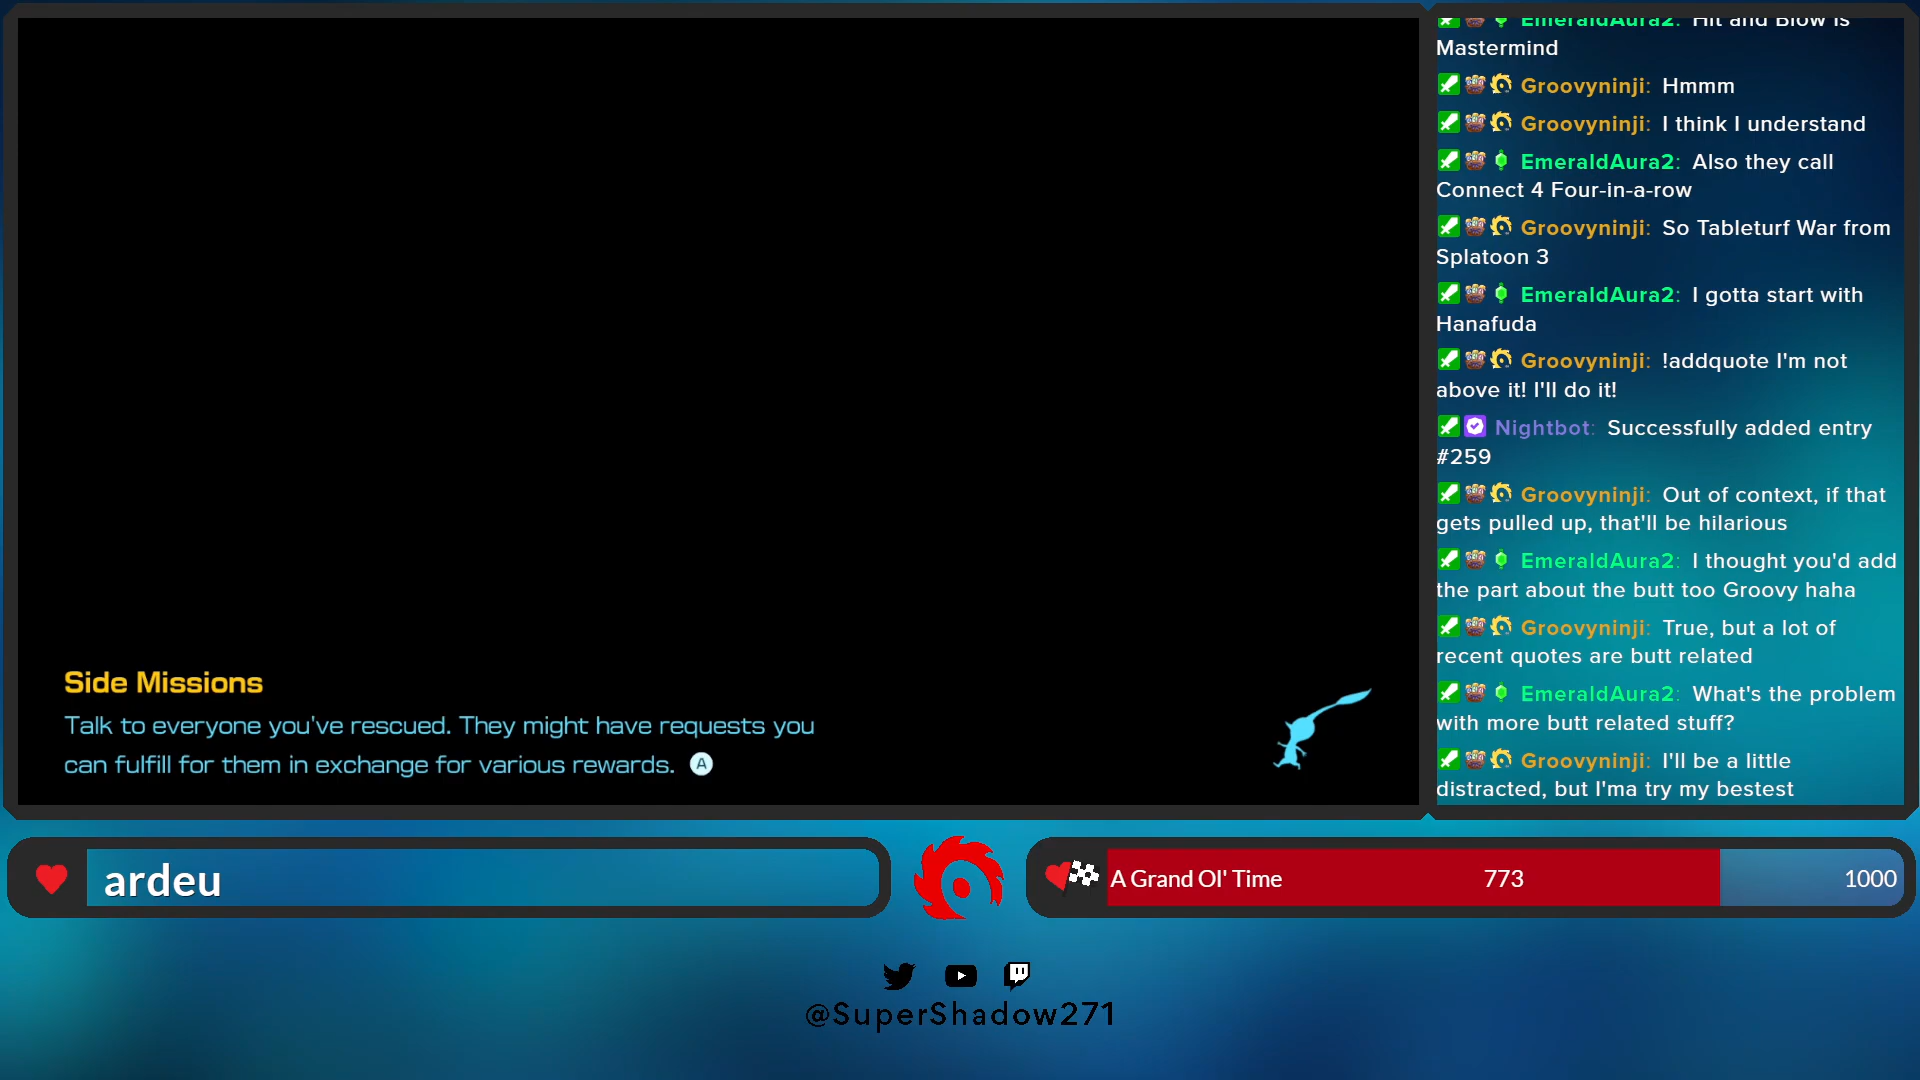 EmeraldAura2: Hit and Blow is
Mastermind
Groovyninji: Hmmm
Groovyninji: I think I understand
EmeraldAura2: Also they call
Connect 4 Four-in-a-row
Groovyninji: So Tableturf War from
Splatoon 3
EmeraldAura2: I gotta start with
Hanafuda
Groovyninji: !addquote I'm not
above it! I'll do it!
Nightbot: Successfully added entry
#259
Groovyninji: Out of context, if that
gets pulled up, that'll be hilarious
EmeraldAura2: I thought you'd add
the part about the butt too Groovy haha
Groovyninji: True, but a lot of
recent quotes are butt related
EmeraldAura2: What's the problem
with more butt related stuff?
Groovyninji: I'll be a little
distracted, but I'ma try my bestest
Side Missions
Talk to everyone you've rescued. They might have requests you
can fulfill for them in exchange for various rewards. A
ardeu
A Grand Ol' Time 773 1000
@SuperShadow271